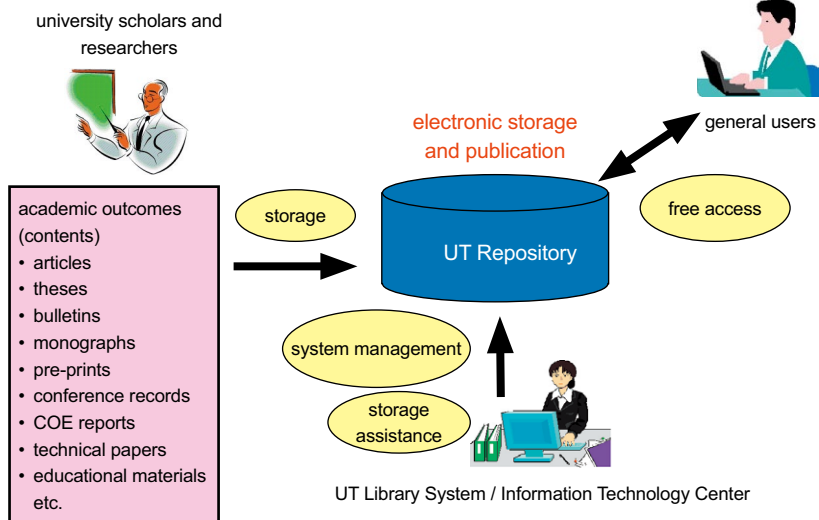 university scholars and
researchers
general users
electronic storage
and publication
academic outcomes
(contents)
• articles
• theses
• bulletins
• monographs
• pre-prints
• conference records
• COE reports
• technical papers
• educational materials
etc.
storage
UT Repository
free access
system management
storage
assistance
UT Library System / Information Technology Center